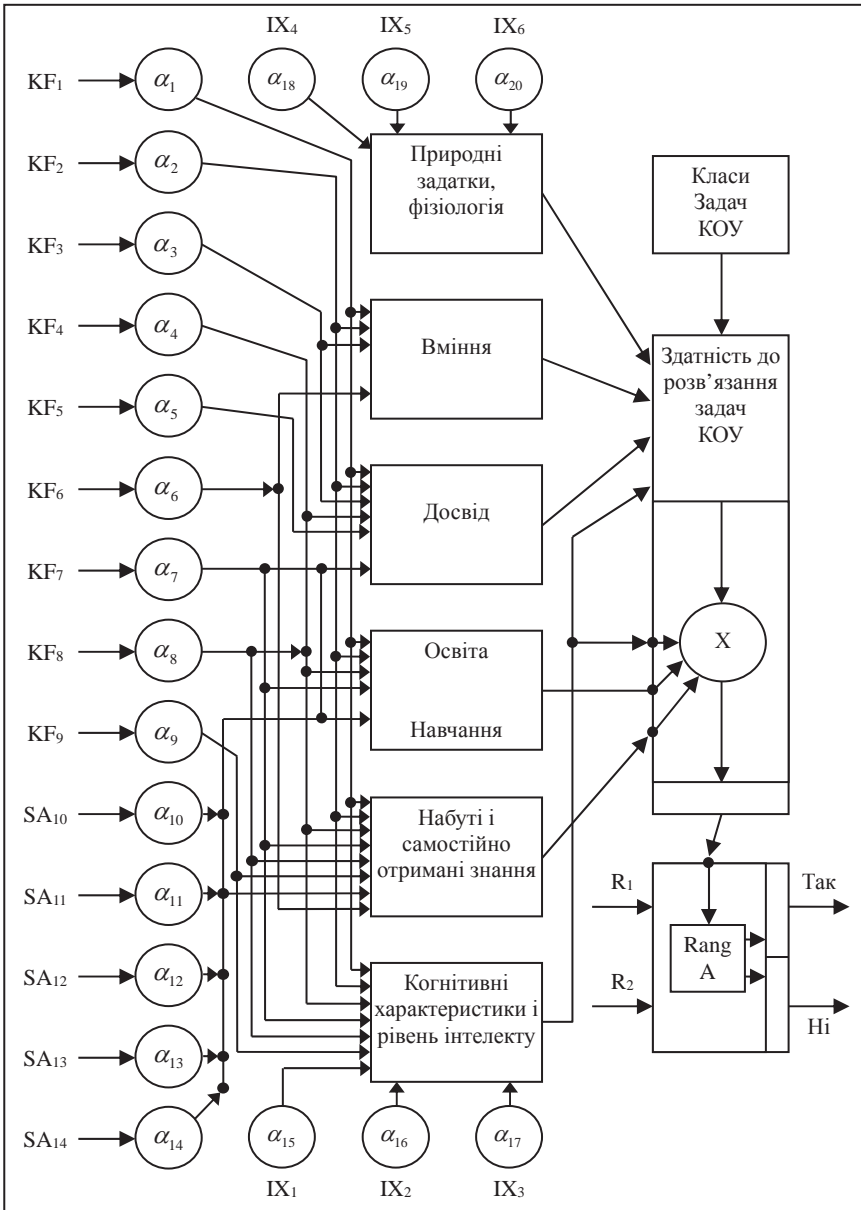 IX4 IX5 IX6
KF1 α1 α18 α19 α20
KF2 α2
Природні
задатки,
фізіологія
Класи
Задач
КОУ
KF3 α3
KF4 α4
Вміння
Здатність до
розв’язання
задач
КОУ
KF5 α5
KF6 α6
Досвід
KF7 α7
KF8 α8
Освіта
Навчання
X
KF9 α9
SA10 α10
Набуті і
самостійно
отримані знання
SA11 α11
R1 Так
Rang
A
SA12 α12
R2 Ні
Когнітивні
характеристики і
рівень інтелекту
SA13 α13
SA14 α14 α15 α16 α17
IX1 IX2 IX3